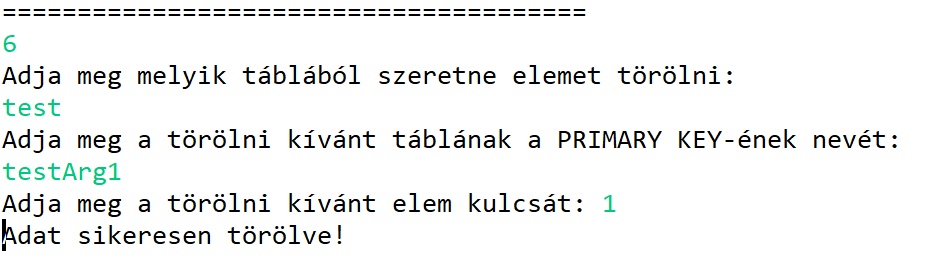 =======================================
6
Adja meg melyik táblából szeretne elemet törölni:
test
Adja meg a törölni kívánt táblának a PRIMARY KEY-ének nevét:
testArg1
Adja meg a törölni kívánt elem kulcsát: 1
Adat sikeresen törölve!